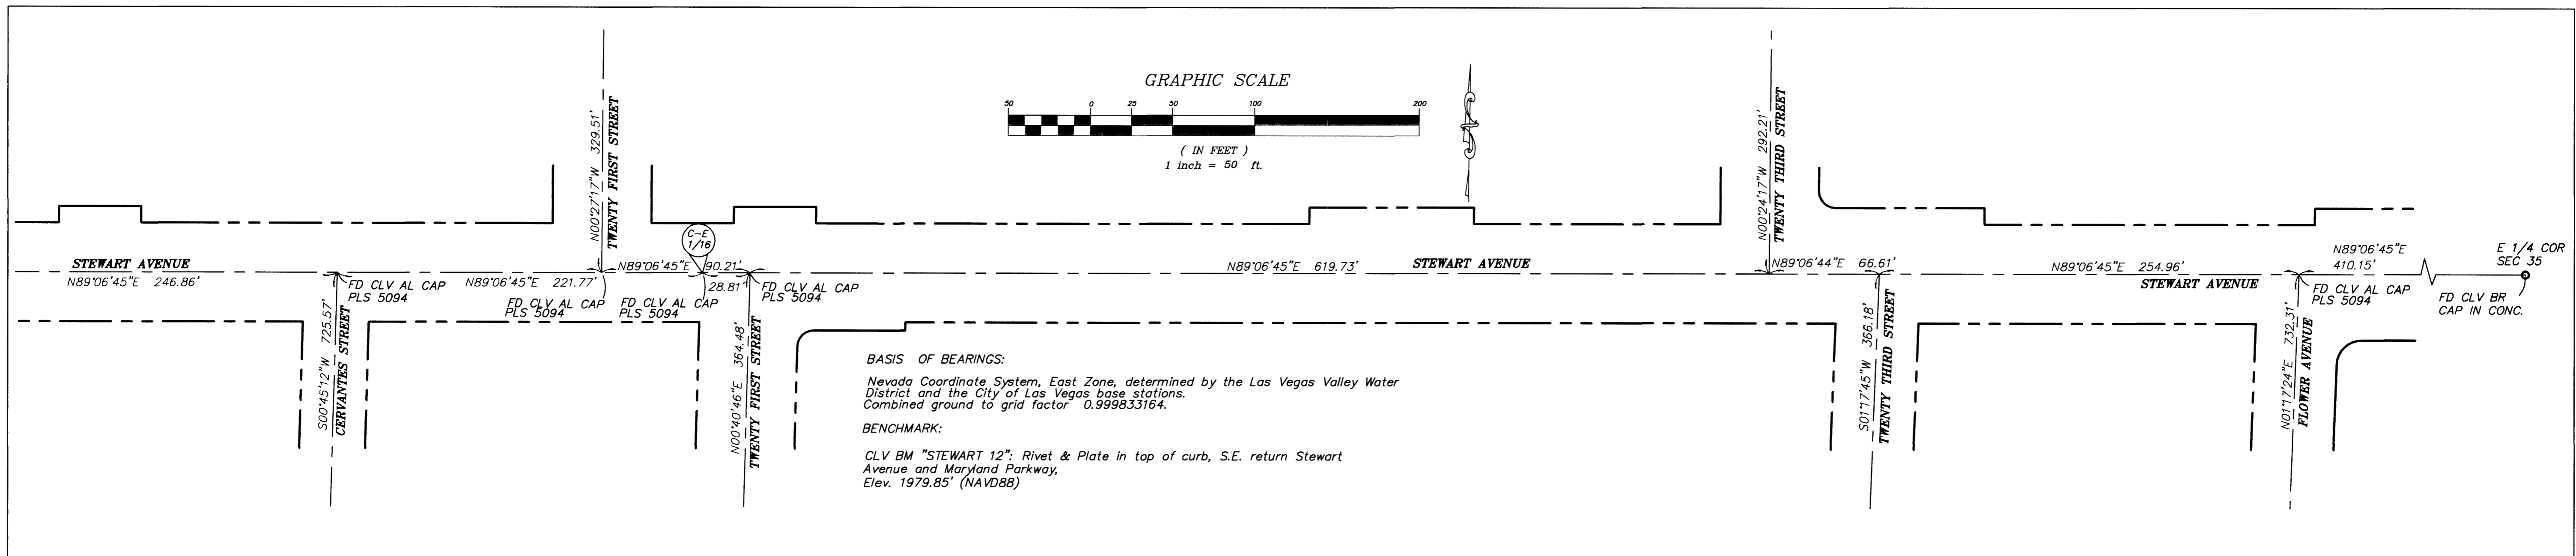 GRAPHIC SCALE
50 0 25 50 100 200
( IN FEET )
1 inch = 50 ft.
N00°27'17"W 329.51'
TWENTY FIRST STREET
N00°24'17"W 292.21'
TWENTY THIRD STREET
C-E
1/16
STEWART AVENUE
N89°06'45"E 246.86'
FD CLV AL CAP
PLS 5094
N89°06'45"E 221.77'
FD CLV AL CAP
PLS 5094
N89°06'45"E 90.21'
28.81'
FD CLV AL CAP
PLS 5094
FD CLV AL CAP
PLS 5094
N89°06'45"E 619.73'
STEWART AVENUE
N89°06'44"E 66.61'
N89°06'45"E 254.96'
STEWART AVENUE
N89°06'45"E
410.15'
FD CLV AL CAP
PLS 5094
E 1/4 COR
SEC 35
FD CLV BR
CAP IN CONC.
S00°45'12"W 725.57'
CERVANTES STREET
N00°40'46"E 364.48'
TWENTY FIRST STREET
BASIS OF BEARINGS:
Nevada Coordinate System, East Zone, determined by the Las Vegas Valley Water
District and the City of Las Vegas base stations.
Combined ground to grid factor 0.999833164.
BENCHMARK:
CLV BM "STEWART 12": Rivet & Plate in top of curb, S.E. return Stewart
Avenue and Maryland Parkway,
Elev. 1979.85' (NAVD88)
S01°17'45"W 366.18'
TWENTY THIRD STREET
N01°17'24"E 732.31'
FLOWER AVENUE